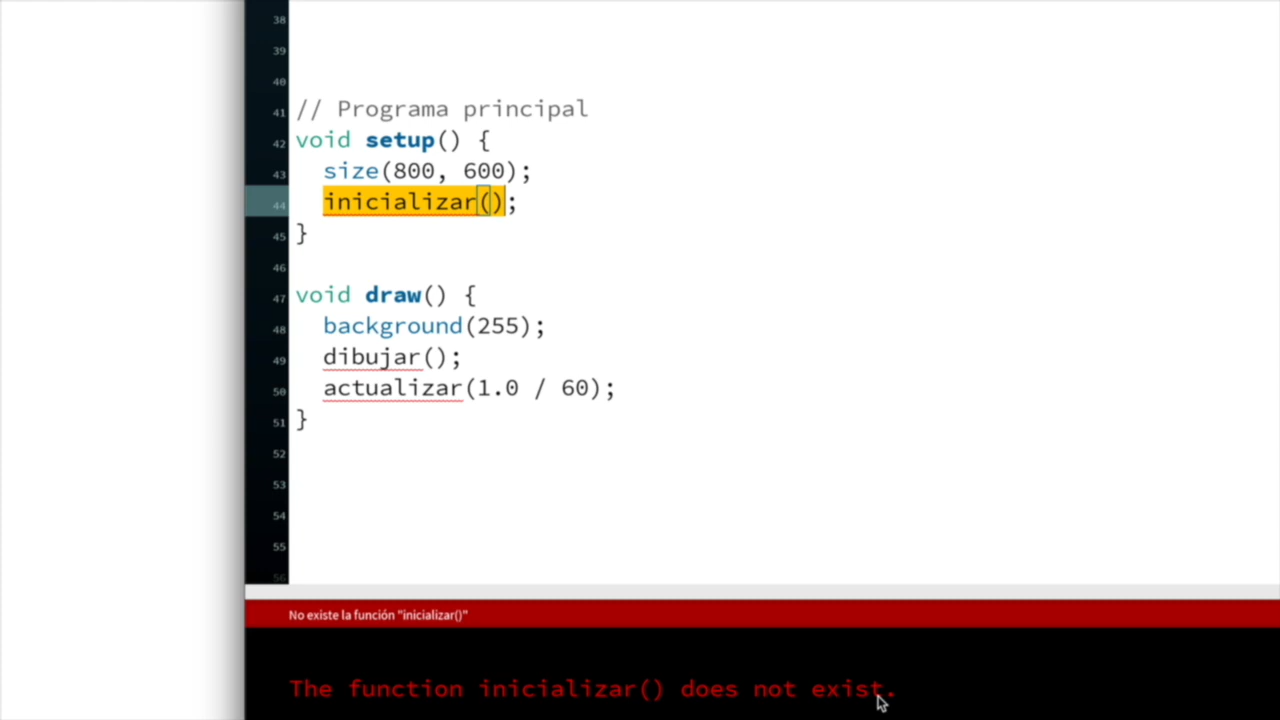 38
39
40
41 // Programa principal
42 void setup() {
43 size(800, 600);
44 inicializar();
45 }
46
47 void draw() {
48 background(255);
49 dibujar();
50 actualizar(1.0 / 60);
51 }
52
53
54
55
56
No existe la función "inicializar()"
The function inicializar() does not exist.